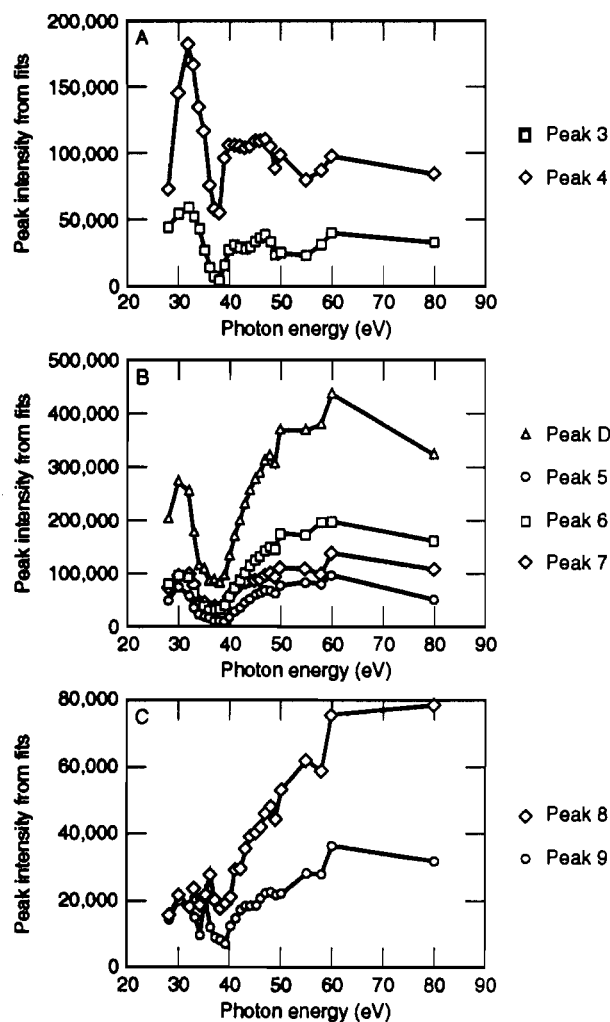 A
200,000
150,000
100,000
50,000
0
20 30 40 50 60 70 80 90
Photon energy (eV)
Peak intensity from fits
Peak 3
Peak 4
B
500,000
400,000
300,000
200,000
100,000
0
20 30 40 50 60 70 80 90
Photon energy (eV)
Peak intensity from fits
Peak D
Peak 5
Peak 6
Peak 7
C
80,000
60,000
40,000
20,000
0
20 30 40 50 60 70 80 90
Photon energy (eV)
Peak intensity from fits
Peak 8
Peak 9